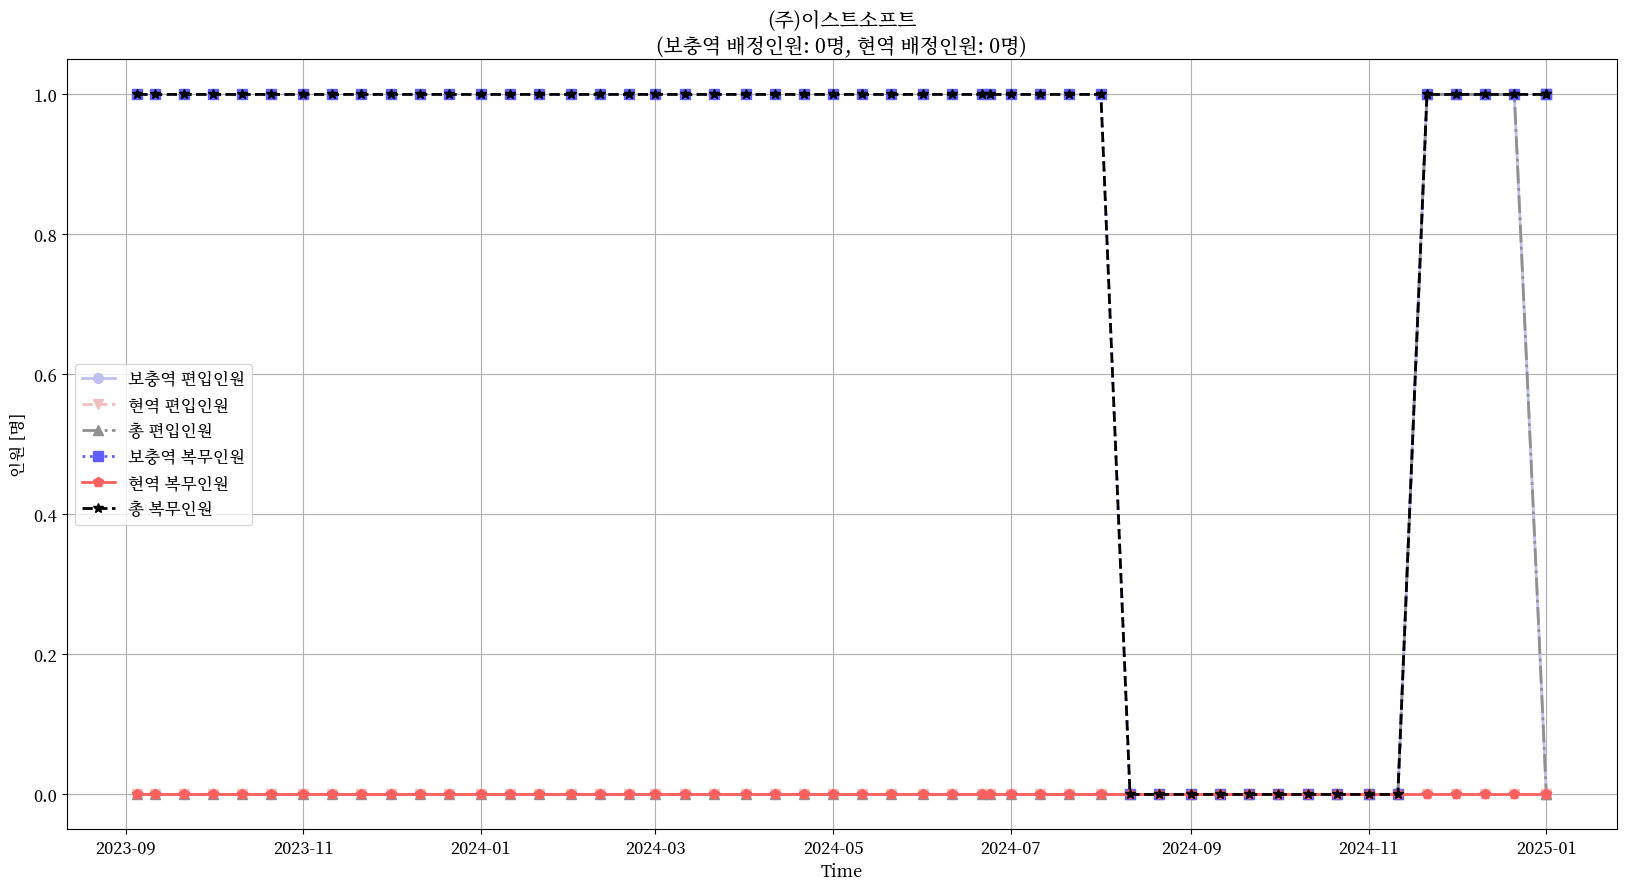 (주)이스트소프트
(보충역 배정인원: 0명, 현역 배정인원: 0명)
1.0
0.8
0.6
0.4
0.2
0.0
인원 [명]
보충역 편입인원
현역 편입인원
총 편입인원
보충역 복무인원
현역 복무인원
총 복무인원
2023-09 2023-11 2024-01 2024-03 2024-05 2024-07 2024-09 2024-11 2025-01
Time